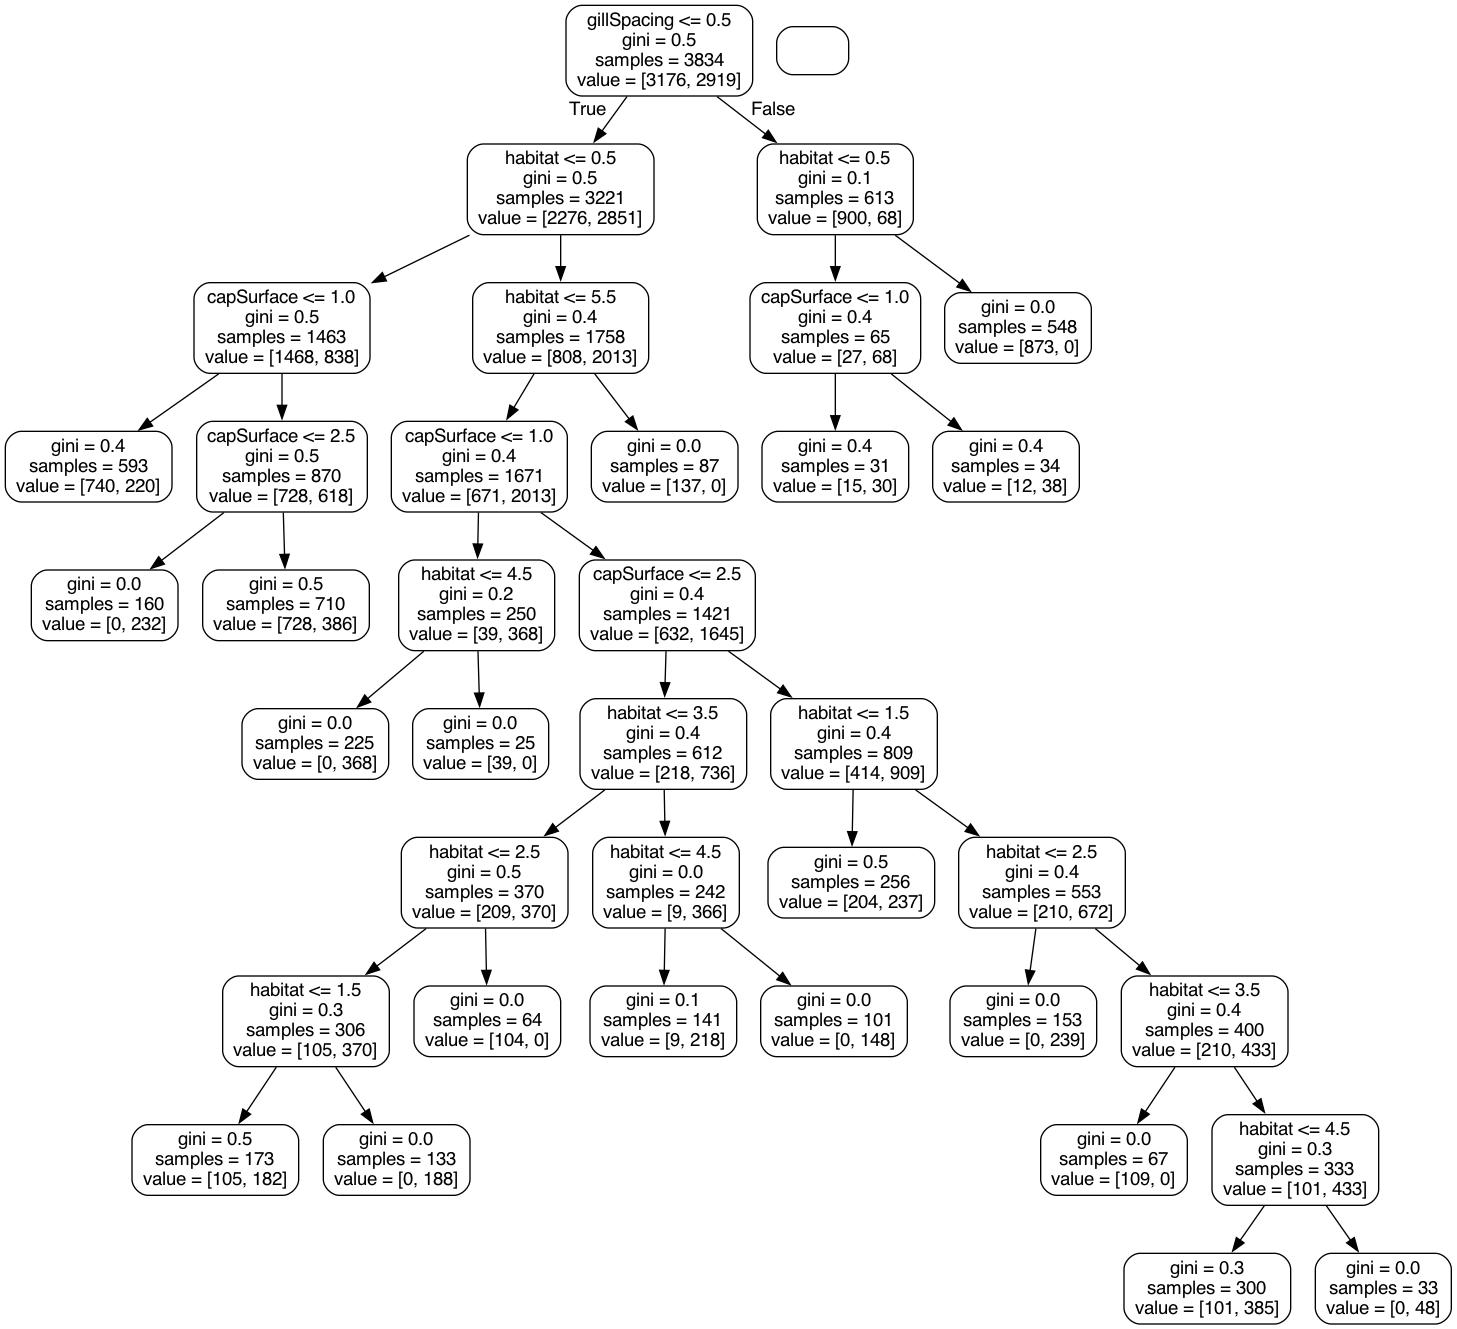 gillSpacing <= 0.5
gini = 0.5
samples = 3834
value = [3176, 2919]
True
False
habitat <= 0.5
gini = 0.5
samples = 3221
value = [2276, 2851]
habitat <= 0.5
gini = 0.1
samples = 613
value = [900, 68]
capSurface <= 1.0
gini = 0.5
samples = 1463
value = [1468, 838]
habitat <= 5.5
gini = 0.4
samples = 1758
value = [808, 2013]
capSurface <= 1.0
gini = 0.4
samples = 65
value = [27, 68]
gini = 0.0
samples = 548
value = [873, 0]
gini = 0.4
samples = 593
value = [740, 220]
capSurface <= 2.5
gini = 0.5
samples = 870
value = [728, 618]
capSurface <= 1.0
gini = 0.4
samples = 1671
value = [671, 2013]
gini = 0.0
samples = 87
value = [137, 0]
gini = 0.4
samples = 31
value = [15, 30]
gini = 0.4
samples = 34
value = [12, 38]
gini = 0.0
samples = 160
value = [0, 232]
gini = 0.5
samples = 710
value = [728, 386]
habitat <= 4.5
gini = 0.2
samples = 250
value = [39, 368]
capSurface <= 2.5
gini = 0.4
samples = 1421
value = [632, 1645]
gini = 0.0
samples = 225
value = [0, 368]
gini = 0.0
samples = 25
value = [39, 0]
habitat <= 3.5
gini = 0.4
samples = 612
value = [218, 736]
habitat <= 1.5
gini = 0.4
samples = 809
value = [414, 909]
habitat <= 2.5
gini = 0.5
samples = 370
value = [209, 370]
habitat <= 4.5
gini = 0.0
samples = 242
value = [9, 366]
gini = 0.5
samples = 256
value = [204, 237]
habitat <= 2.5
gini = 0.4
samples = 553
value = [210, 672]
habitat <= 1.5
gini = 0.3
samples = 306
value = [105, 370]
gini = 0.0
samples = 64
value = [104, 0]
gini = 0.1
samples = 141
value = [9, 218]
gini = 0.0
samples = 101
value = [0, 148]
gini = 0.0
samples = 153
value = [0, 239]
habitat <= 3.5
gini = 0.4
samples = 400
value = [210, 433]
gini = 0.5
samples = 173
value = [105, 182]
gini = 0.0
samples = 133
value = [0, 188]
gini = 0.0
samples = 67
value = [109, 0]
habitat <= 4.5
gini = 0.3
samples = 333
value = [101, 433]
gini = 0.3
samples = 300
value = [101, 385]
gini = 0.0
samples = 33
value = [0, 48]